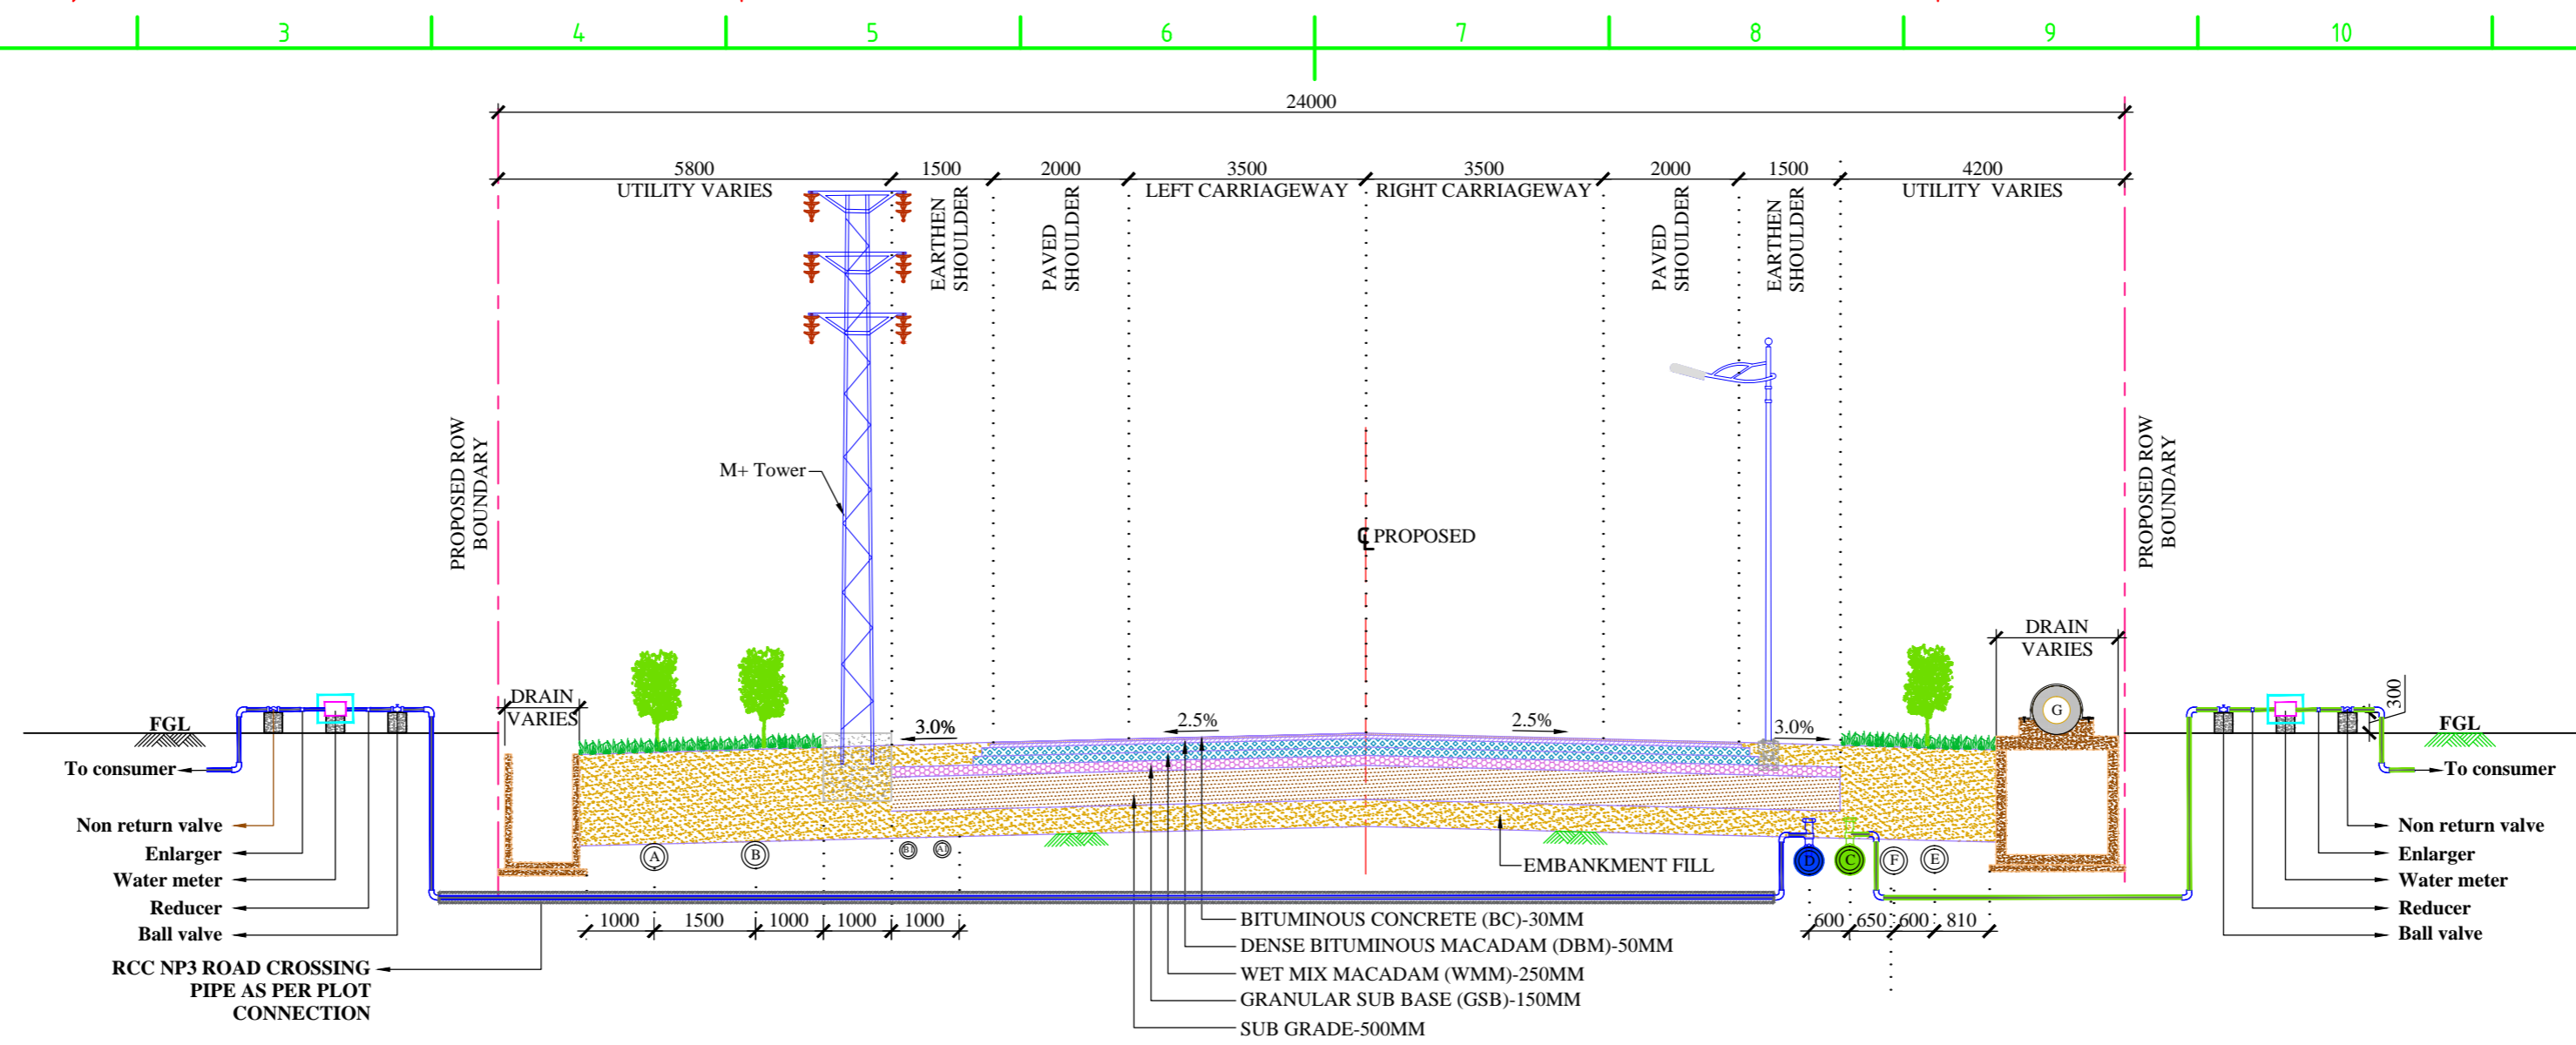 3 4 5 6 7 8 9 10
24000
5800 1500 2000 3500 3500 2000 1500 4200
UTILITY VARIES LEFT CARRIAGEWAY RIGHT CARRIAGEWAY UTILITY VARIES
EARTHEN
SHOULDER
PAVED
SHOULDER
PAVED
SHOULDER
EARTHEN
SHOULDER
M+ Tower
PROPOSED ROW
BOUNDARY
℄ PROPOSED
PROPOSED ROW
BOUNDARY
DRAIN
VARIES
DRAIN
VARIES
G
300
FGL
3.0% 2.5% 2.5% 3.0%
FGL
To consumer
To consumer
Non return valve
Enlarger
Water meter
Reducer
Ball valve
Non return valve
Enlarger
Water meter
Reducer
Ball valve
A B B1 A1 D C F E
EMBANKMENT FILL
1000 1500 1000 1000 1000
600 650 600 810
RCC NP3 ROAD CROSSING
PIPE AS PER PLOT
CONNECTION
BITUMINOUS CONCRETE (BC)-30MM
DENSE BITUMINOUS MACADAM (DBM)-50MM
WET MIX MACADAM (WMM)-250MM
GRANULAR SUB BASE (GSB)-150MM
SUB GRADE-500MM